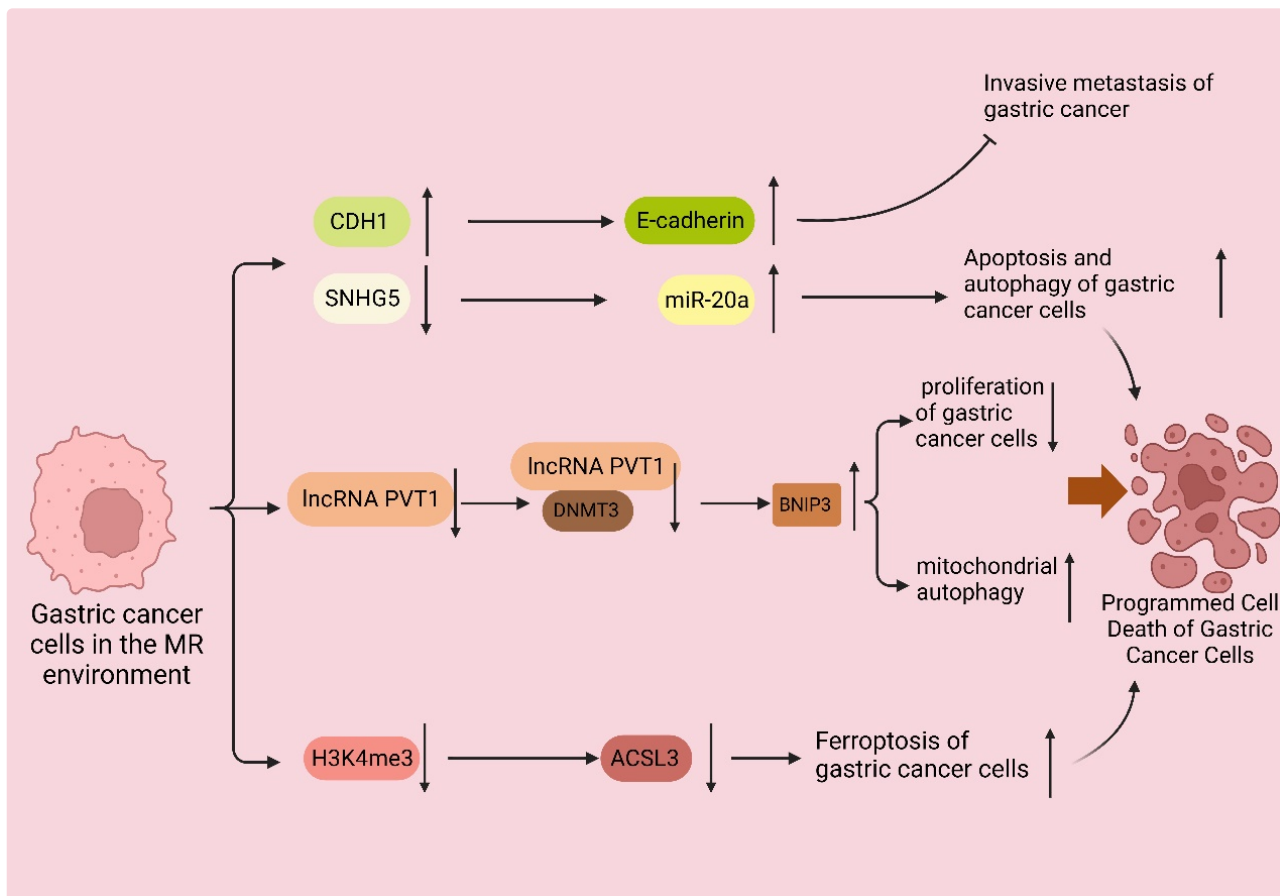 Invasive metastasis of
gastric cancer
CDH1
E-cadherin
SNHG5
miR-20a
Apoptosis and
autophagy of gastric
cancer cells
proliferation
of gastric
cancer cells
lncRNA PVT1
lncRNA PVT1
DNMT3
BNIP3
mitochondrial
autophagy
Gastric cancer
cells in the MR
environment
Programmed Cell
Death of Gastric
Cancer Cells
H3K4me3
ACSL3
Ferroptosis of
gastric cancer cells